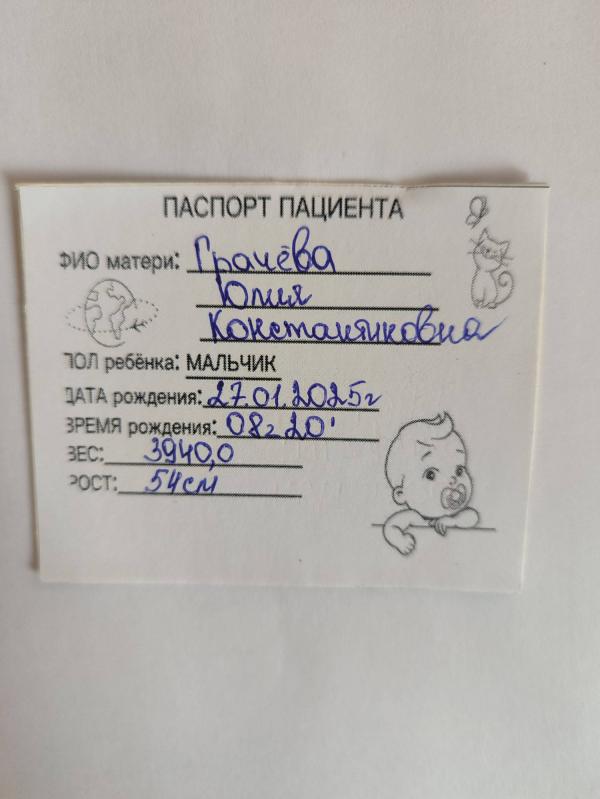 ПАСПОРТ ПАЦИЕНТА
ФИО матери: Грачёва
Юлия
Константиновна
ПОЛ ребёнка: МАЛЬЧИК
ДАТА рождения: 27.01.2025г
ВРЕМЯ рождения: 08ч 20'
ВЕС: 3940,0
РОСТ: 54см